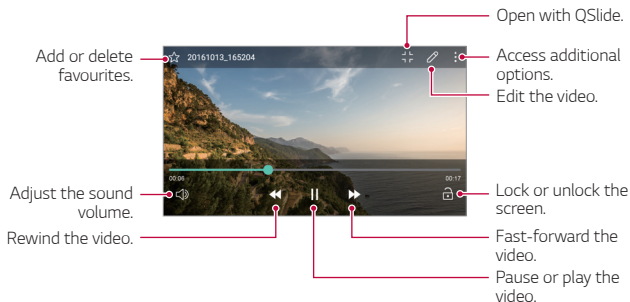 Open with QSlide.
Add or delete
favourites.
20161013_165204
Access additional
options.
Edit the video.
00:06
00:17
Adjust the sound
volume.
Lock or unlock the
screen.
Rewind the video.
Fast-forward the
video.
Pause or play the
video.